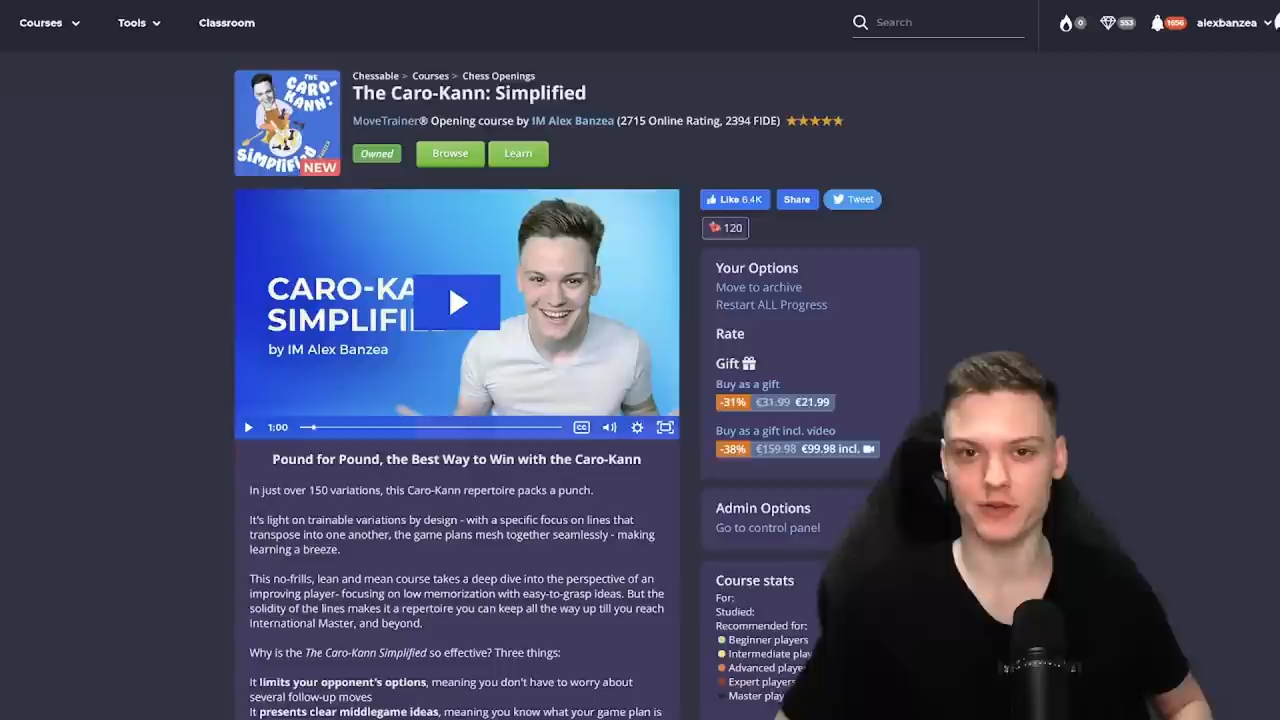 Courses
Tools
Classroom
Search
0
553
1656
alexbanzea
THE
CARO-
KANN:
SIMPLIFIED
NEW
Chessable > Courses > Chess Openings
The Caro-Kann: Simplified
MoveTrainer® Opening course by IM Alex Banzea (2715 Online Rating, 2394 FIDE)
Owned
Browse
Learn
CARO-KA
SIMPLIFI
by IM Alex Banzea
1:00
CC
Pound for Pound, the Best Way to Win with the Caro-Kann
In just over 150 variations, this Caro-Kann repertoire packs a punch.
It's light on trainable variations by design - with a specific focus on lines that
transpose into one another, the game plans mesh together seamlessly - making
learning a breeze.
This no-frills, lean and mean course takes a deep dive into the perspective of an
improving player- focusing on low memorization with easy-to-grasp ideas. But the
solidity of the lines makes it a repertoire you can keep all the way up till you reach
International Master, and beyond.
Why is the The Caro-Kann Simplified so effective? Three things:
It limits your opponent's options, meaning you don't have to worry about
several follow-up moves
It presents clear middlegame ideas, meaning you know what your game plan is
Like 6.4K
Share
Tweet
120
Your Options
Move to archive
Restart ALL Progress
Rate
Gift
Buy as a gift
-31% €31.99 €21.99
Buy as a gift incl. video
-38% €159.98 €99.98 incl.
Admin Options
Go to control panel
Course stats
For:
Studied:
Recommended for:
Beginner players
Intermediate play
Advanced playe
Expert players
Master play